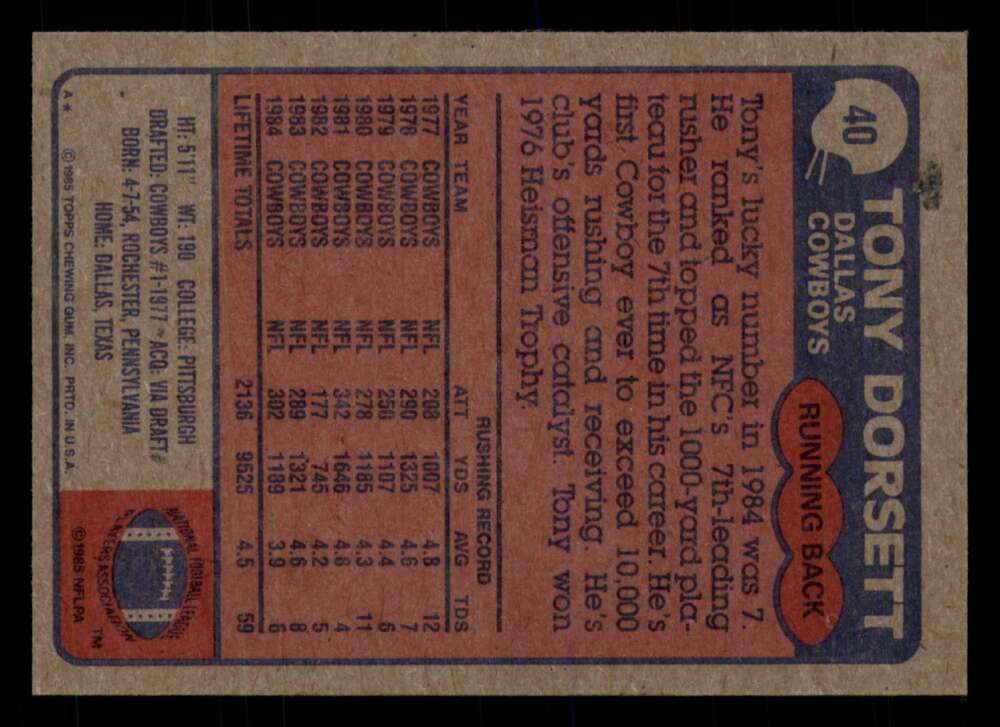 40
TONY DORSETT
DALLAS
COWBOYS
RUNNING BACK
Tony's lucky number in 1984 was 7.
He ranked as NFC's 7th-leading
rusher and topped the 1000-yard pla-
teau for the 7th time in his career. He's
first Cowboy ever to exceed 10,000
yards rushing and receiving. He's
club's offensive catalyst. Tony won
1976 Heisman Trophy.
RUSHING RECORD
YEAR TEAM ATT YDS AVG TDS
1977 COWBOYS NFL 208 1007 4.8 12
1978 COWBOYS NFL 290 1325 4.6 7
1979 COWBOYS NFL 250 1107 4.4 6
1980 COWBOYS NFL 278 1185 4.3 11
1981 COWBOYS NFL 342 1646 4.8 4
1982 COWBOYS NFL 177 745 4.2 5
1983 COWBOYS NFL 289 1321 4.6 8
1984 COWBOYS NFL 302 1189 3.9 6
LIFETIME TOTALS 2136 9525 4.5 59
HT: 5'11" WT: 190 COLLEGE: PITTSBURGH
DRAFTED: COWBOYS #1-1977 - ACQ: VIA DRAFT
BORN: 4-7-54, ROCHESTER, PENNSYLVANIA
HOME: DALLAS, TEXAS
A* © 1985 TOPPS CHEWING GUM, INC. PRTD. IN U.S.A.
NATIONAL FOOTBALL LEAGUE
PLAYERS ASSOCIATION
TM
© 1985 NFLPA